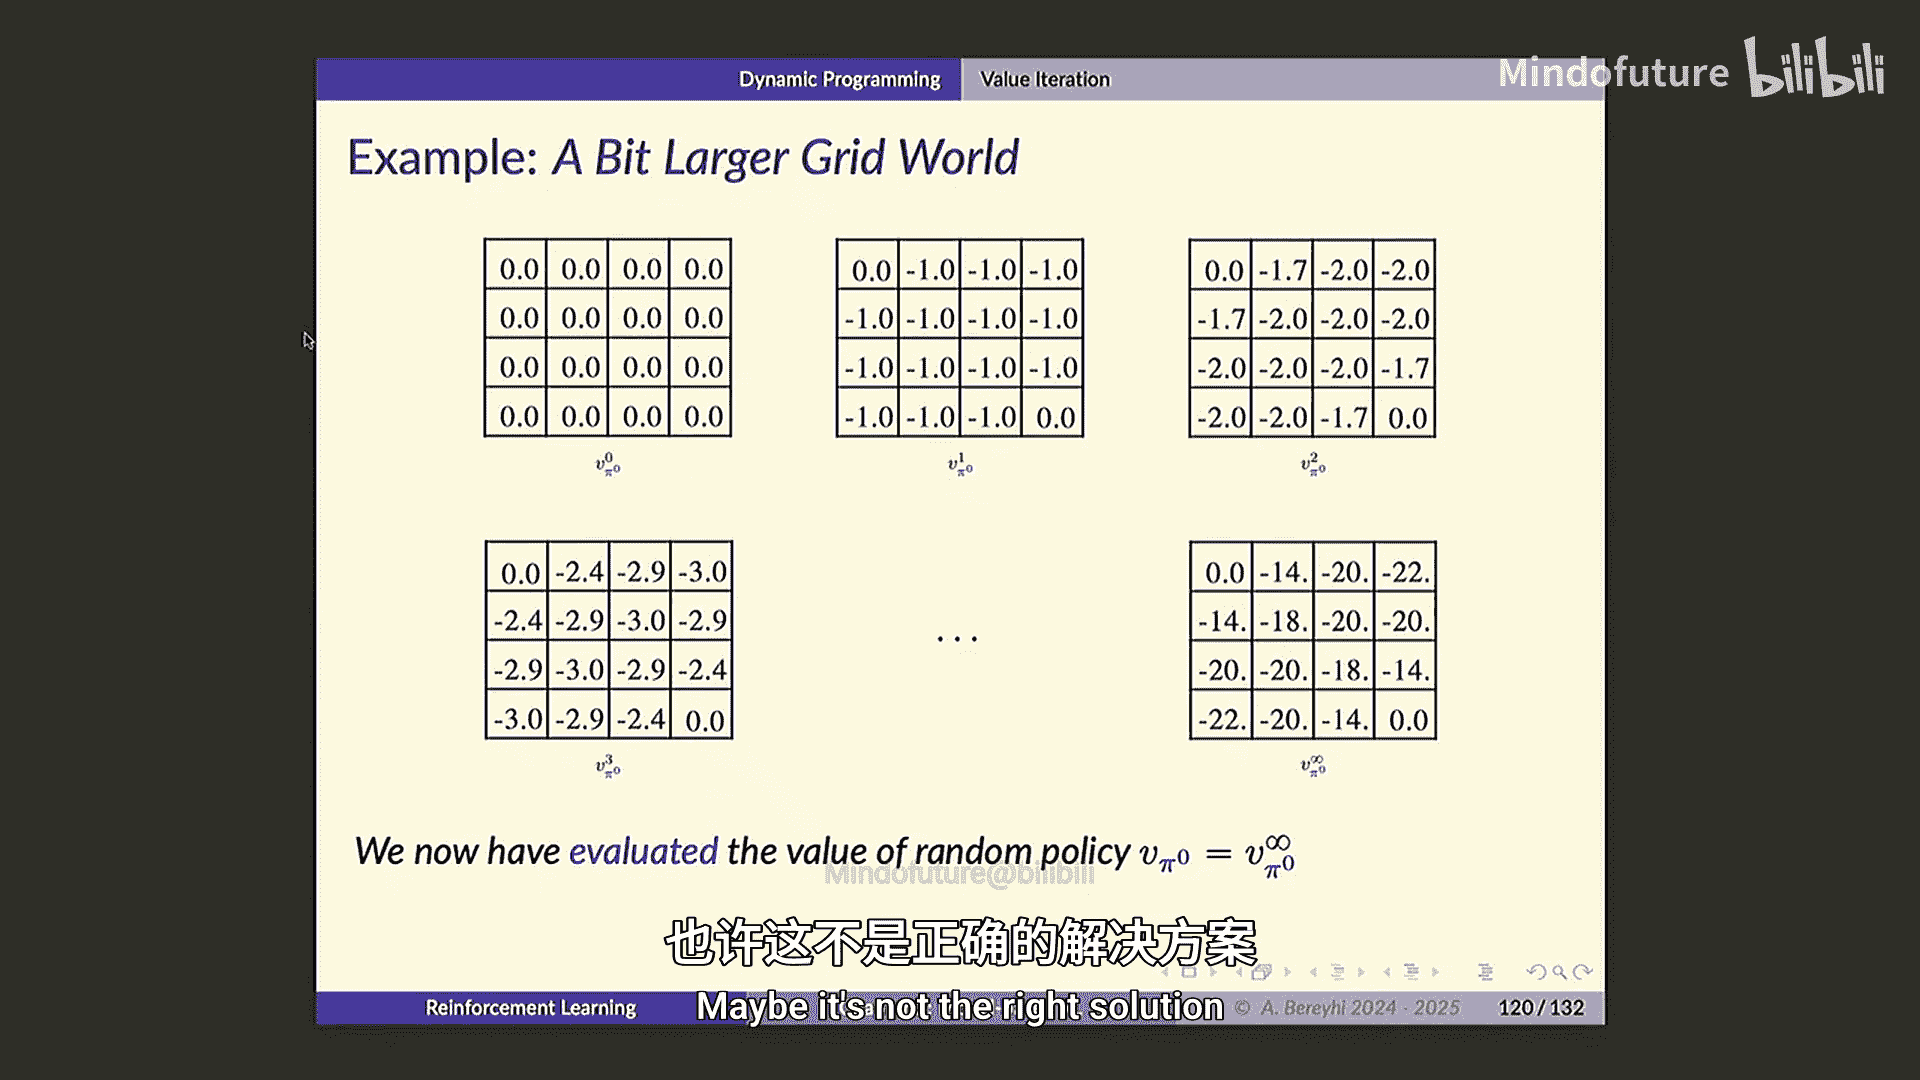 Mindofuture bilibili
Dynamic Programming Value Iteration
Example: A Bit Larger Grid World
0.0 0.0 0.0 0.0
0.0 0.0 0.0 0.0
0.0 0.0 0.0 0.0
0.0 0.0 0.0 0.0
v⁰_π⁰
0.0 -1.0 -1.0 -1.0
-1.0 -1.0 -1.0 -1.0
-1.0 -1.0 -1.0 -1.0
-1.0 -1.0 -1.0 0.0
v¹_π⁰
0.0 -1.7 -2.0 -2.0
-1.7 -2.0 -2.0 -2.0
-2.0 -2.0 -2.0 -1.7
-2.0 -2.0 -1.7 0.0
v²_π⁰
0.0 -2.4 -2.9 -3.0
-2.4 -2.9 -3.0 -2.9
-2.9 -3.0 -2.9 -2.4
-3.0 -2.9 -2.4 0.0
v³_π⁰
...
0.0 -14. -20. -22.
-14. -18. -20. -20.
-20. -20. -18. -14.
-22. -20. -14. 0.0
v^∞_π⁰
We now have evaluated the value of random policy v_π⁰ = v^∞_π⁰
Mindofuture@bilibili
也许这不是正确的解决方案
Maybe it's not the right solution
Reinforcement Learning © A. Bereyhi 2024 - 2025 120 / 132